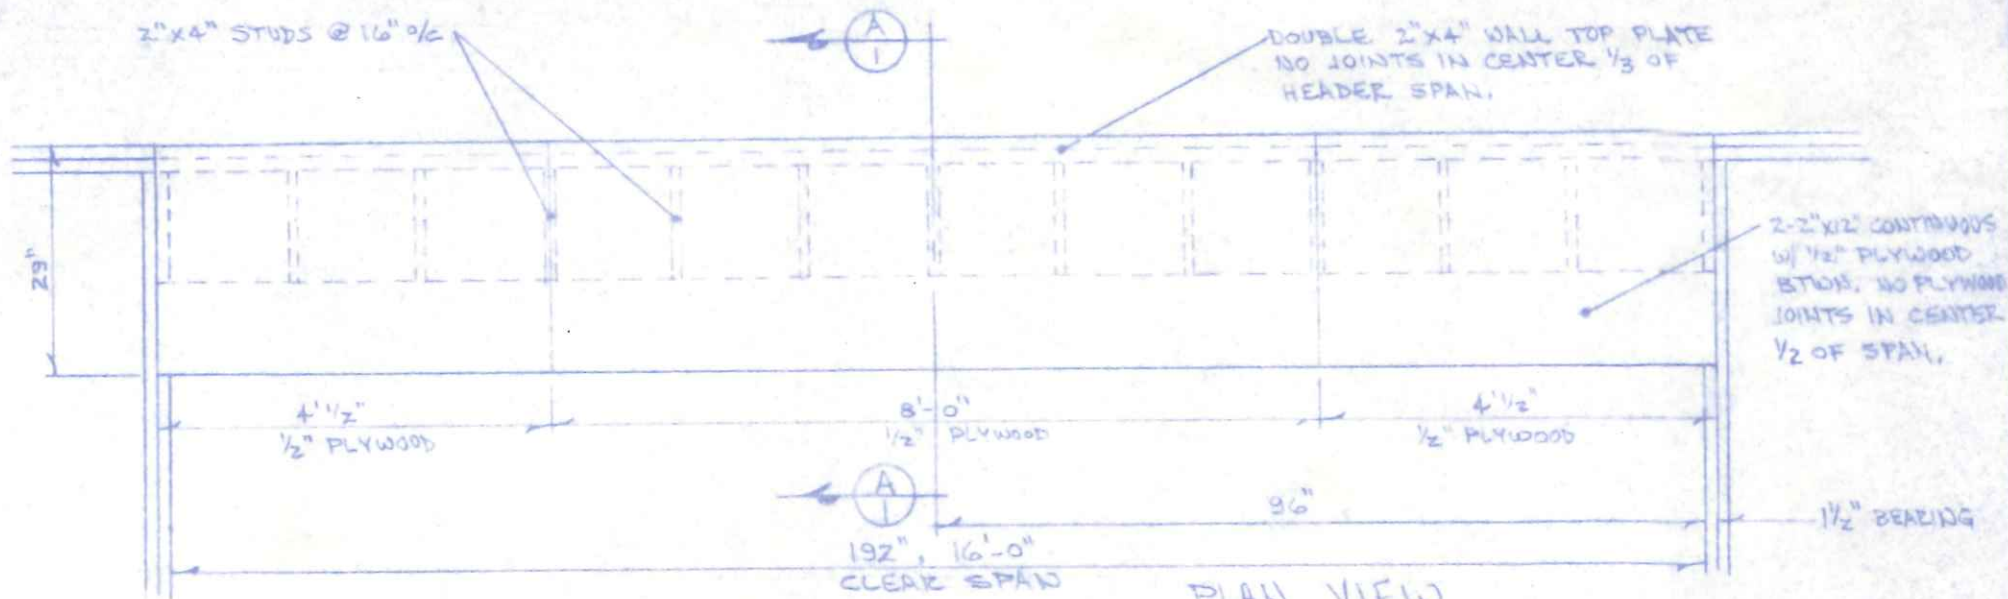 2"x4" STUDS @ 16" o/c
A
1
DOUBLE 2"x4" WALL TOP PLATE
NO JOINTS IN CENTER 1/3 OF
HEADER SPAN.
29"
2-2"x12" CONTINUOUS
w/ 1/2" PLYWOOD
BTWN. NO PLYWOOD
JOINTS IN CENTER
1/2 OF SPAN.
4' 1/2"
1/2" PLYWOOD
8'-0"
1/2" PLYWOOD
4' 1/2"
1/2" PLYWOOD
A
1
96"
1 1/2" BEARING
192", 16'-0"
CLEAR SPAN
PLAN VIEW